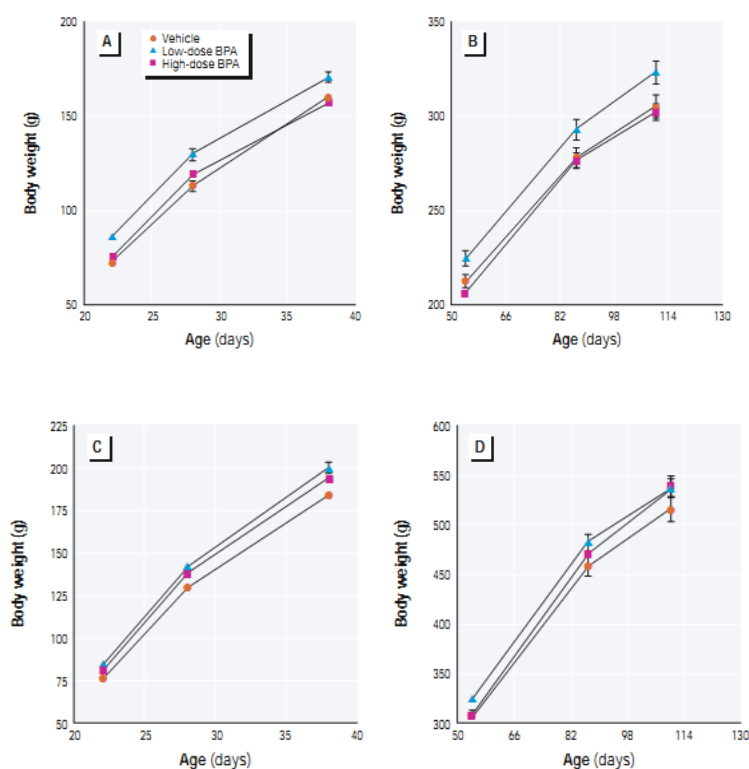 A
Vehicle
Low-dose BPA
High-dose BPA
Body weight (g)
200
150
100
50
20 25 30 35 40
Age (days)
B
Body weight (g)
350
300
250
200
50 66 82 98 114 130
Age (days)
C
Body weight (g)
225
200
175
150
125
100
75
50
20 25 30 35 40
Age (days)
D
Body weight (g)
600
550
500
450
400
350
300
50 66 82 98 114 130
Age (days)